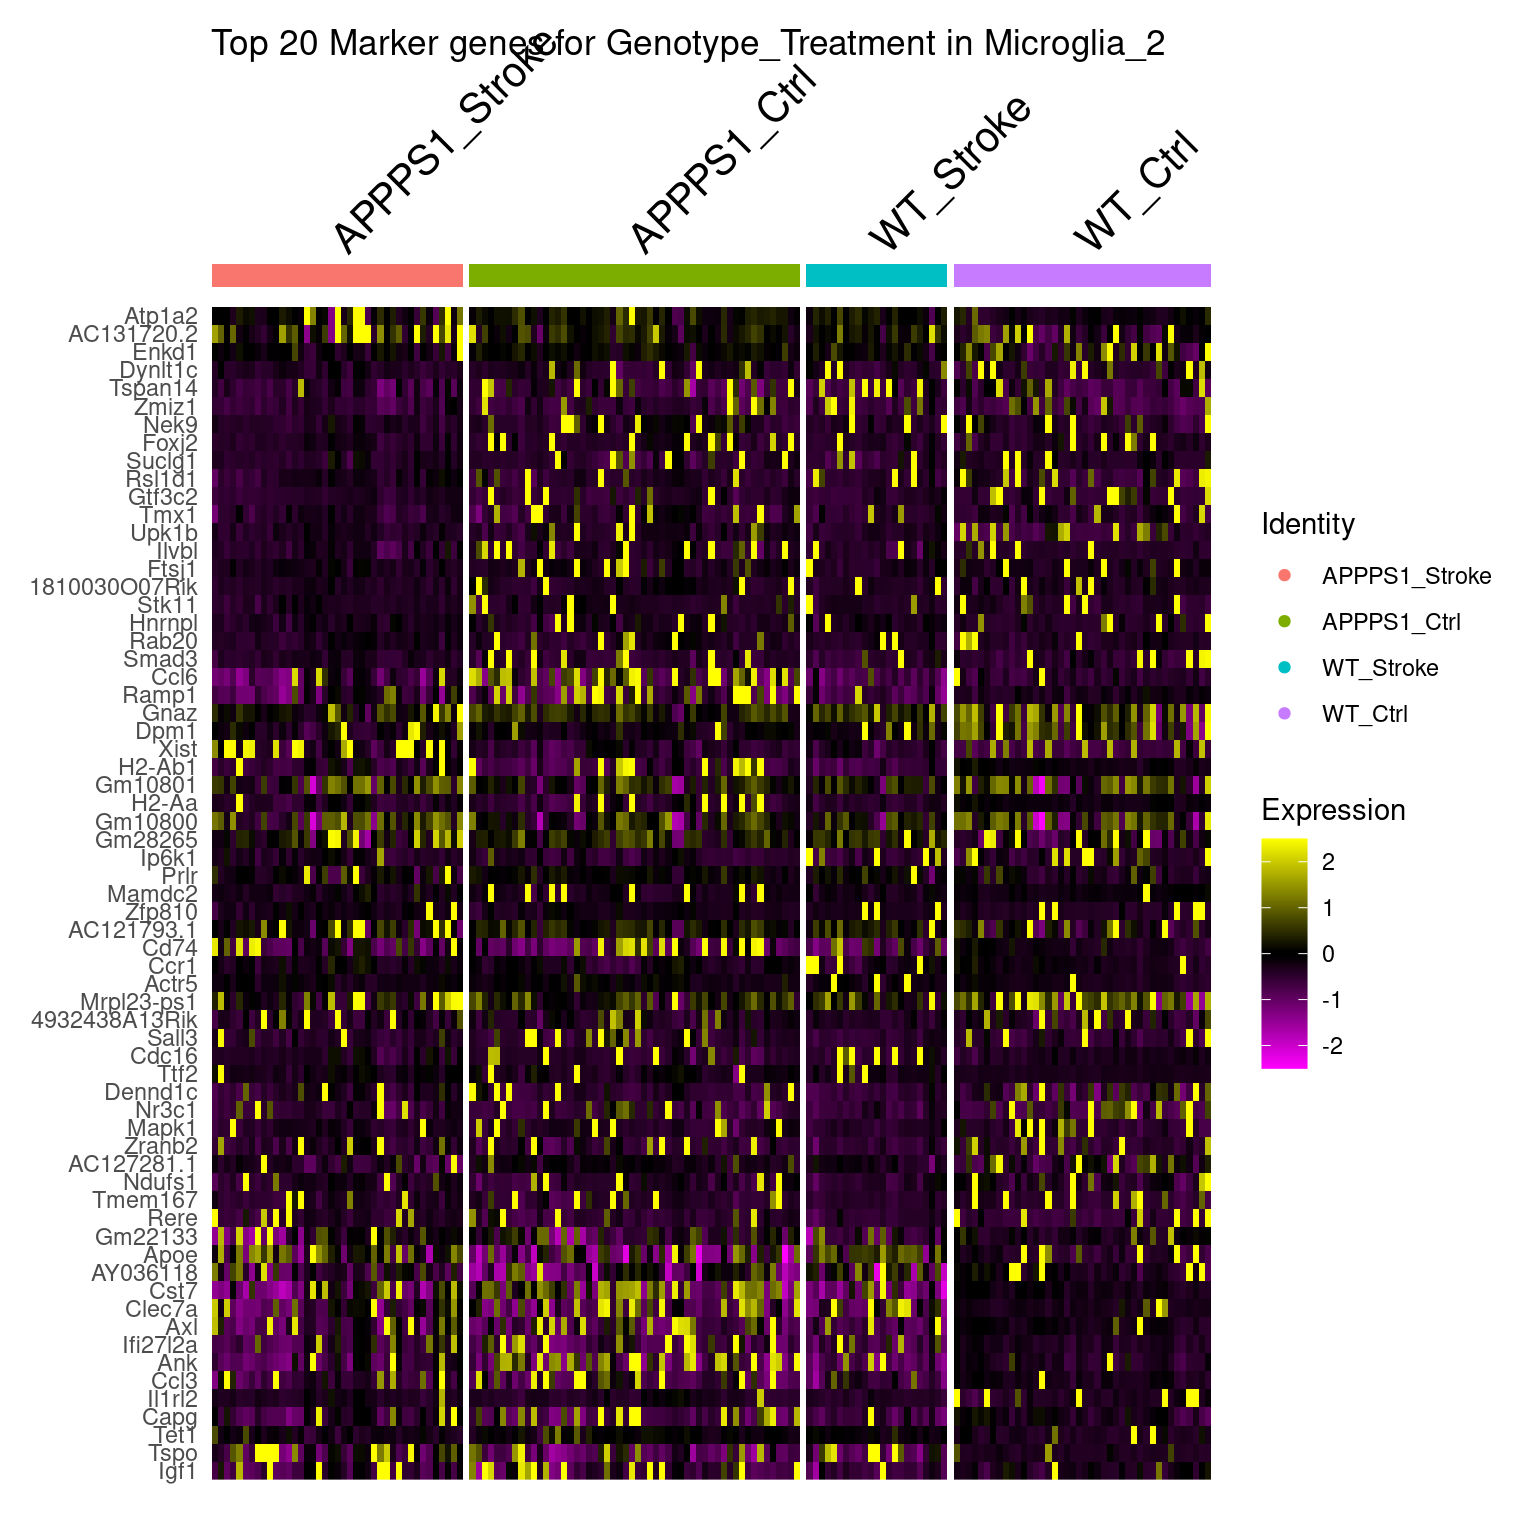 Top 20 Marker genes for Genotype_Treatment in Microglia_2
APPPS1_Stroke
APPPS1_Ctrl
WT_Stroke
WT_Ctrl
Atp1a2
AC131720.2
Enkd1
Dynlt1c
Tspan14
Zmiz1
Nek9
Foxj2
Suclg1
Rsl1d1
Gtf3c2
Tmx1
Upk1b
Ilvbl
Ftsj1
1810030O07Rik
Stk11
Hnrnpl
Rab20
Smad3
Ccl6
Ramp1
Gnaz
Dpm1
Xist
H2-Ab1
Gm10801
H2-Aa
Gm10800
Gm28265
Ip6k1
Prlr
Mamdc2
Zfp810
AC121793.1
Cd74
Ccr1
Actr5
Mrpl23-ps1
4932438A13Rik
Sall3
Cdc16
Ttf2
Dennd1c
Nr3c1
Mapk1
Zranb2
AC127281.1
Ndufs1
Tmem167
Rere
Gm22133
Apoe
AY036118
Cst7
Clec7a
Axl
Ifi27l2a
Ank
Ccl3
Il1rl2
Capg
Tet1
Tspo
Igf1
Identity
APPPS1_Stroke
APPPS1_Ctrl
WT_Stroke
WT_Ctrl
Expression
2
1
0
-1
-2